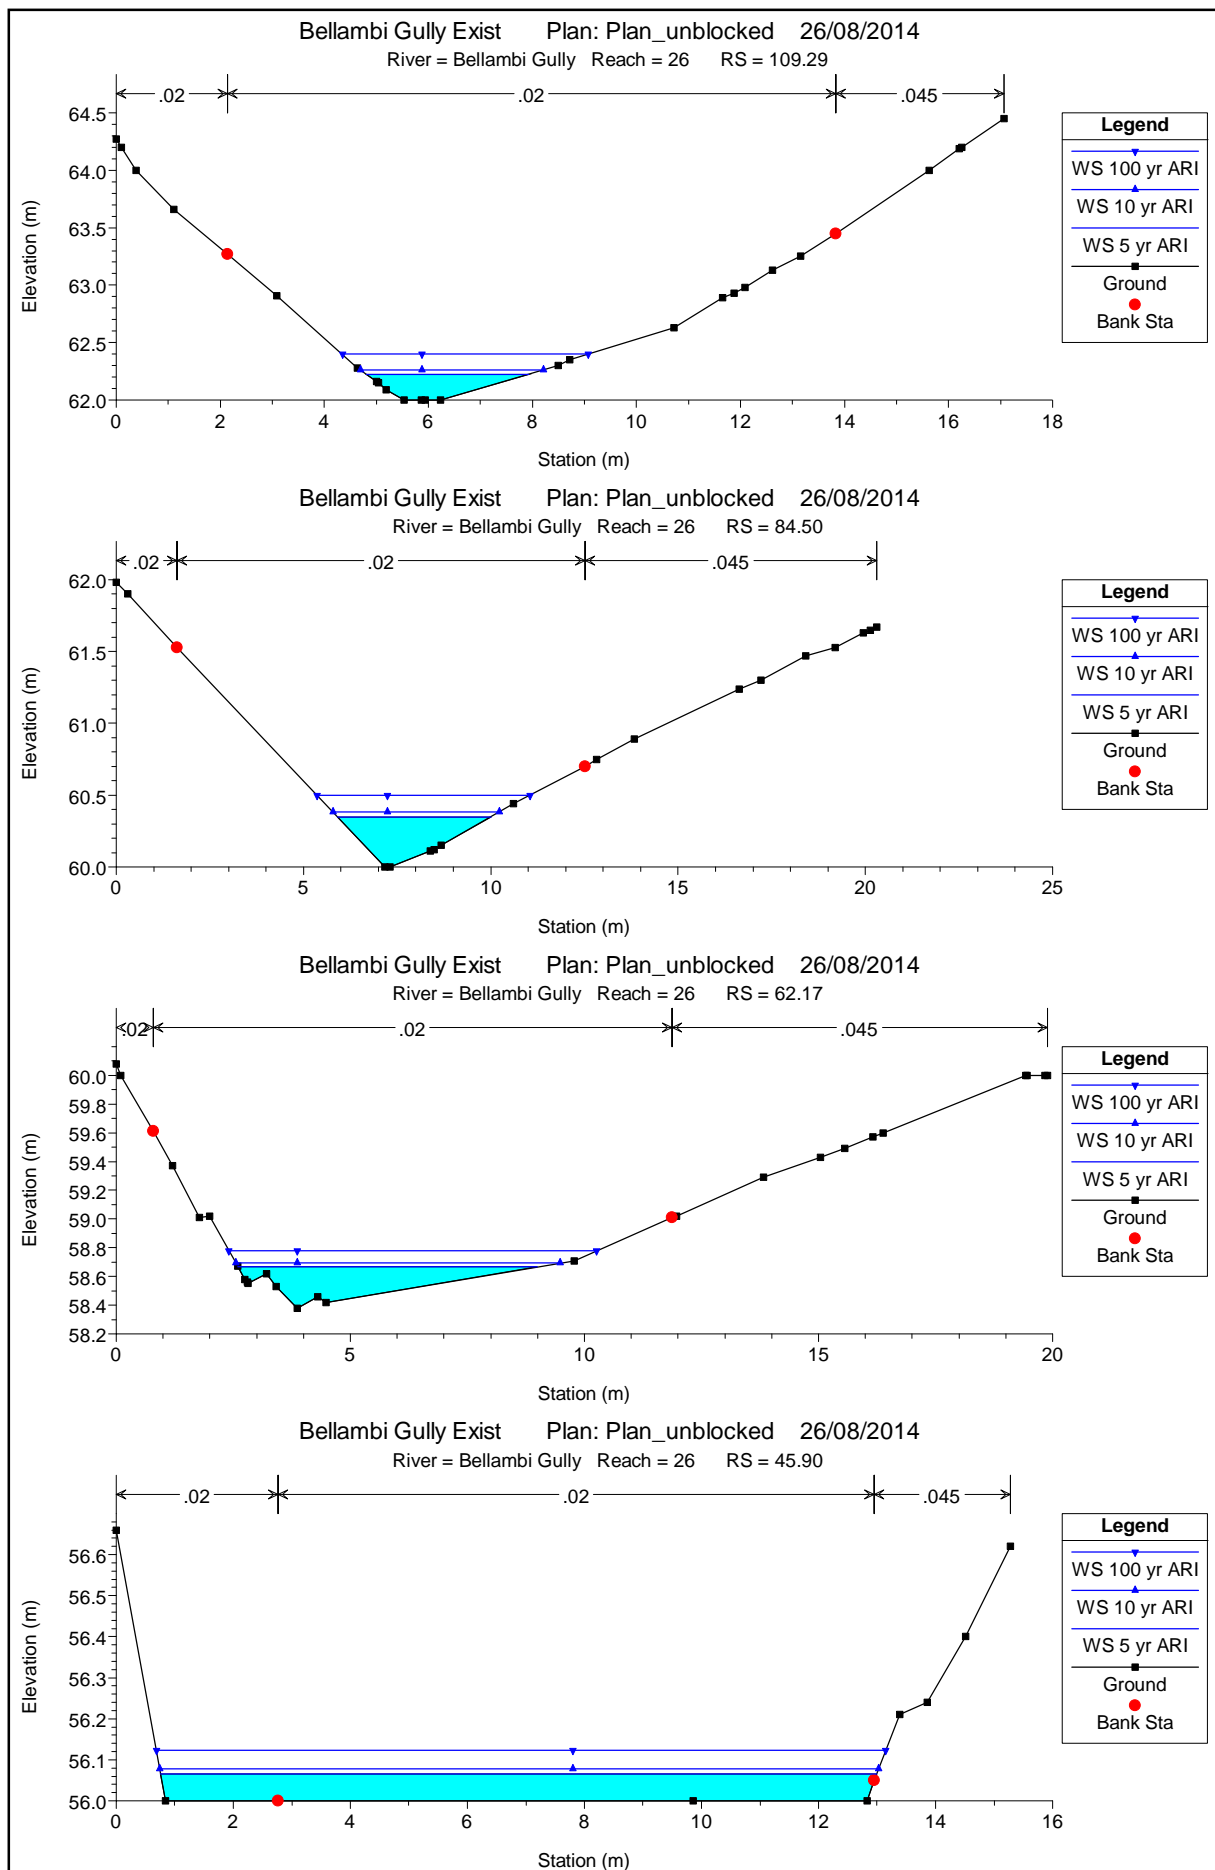 Bellambi Gully Exist Plan: Plan_unblocked 26/08/2014
River = Bellambi Gully Reach = 26 RS = 109.29
.02 .02 .045
64.5
64.0
63.5
63.0
62.5
62.0
Elevation (m)
0 2 4 6 8 10 12 14 16 18
Station (m)
Legend
WS 100 yr ARI
WS 10 yr ARI
WS 5 yr ARI
Ground
Bank Sta
Bellambi Gully Exist Plan: Plan_unblocked 26/08/2014
River = Bellambi Gully Reach = 26 RS = 84.50
.02 .02 .045
62.0
61.5
61.0
60.5
60.0
Elevation (m)
0 5 10 15 20 25
Station (m)
Legend
WS 100 yr ARI
WS 10 yr ARI
WS 5 yr ARI
Ground
Bank Sta
Bellambi Gully Exist Plan: Plan_unblocked 26/08/2014
River = Bellambi Gully Reach = 26 RS = 62.17
.02 .02 .045
60.0
59.8
59.6
59.4
59.2
59.0
58.8
58.6
58.4
58.2
Elevation (m)
0 5 10 15 20
Station (m)
Legend
WS 100 yr ARI
WS 10 yr ARI
WS 5 yr ARI
Ground
Bank Sta
Bellambi Gully Exist Plan: Plan_unblocked 26/08/2014
River = Bellambi Gully Reach = 26 RS = 45.90
.02 .02 .045
56.6
56.5
56.4
56.3
56.2
56.1
56.0
Elevation (m)
0 2 4 6 8 10 12 14 16
Station (m)
Legend
WS 100 yr ARI
WS 10 yr ARI
WS 5 yr ARI
Ground
Bank Sta